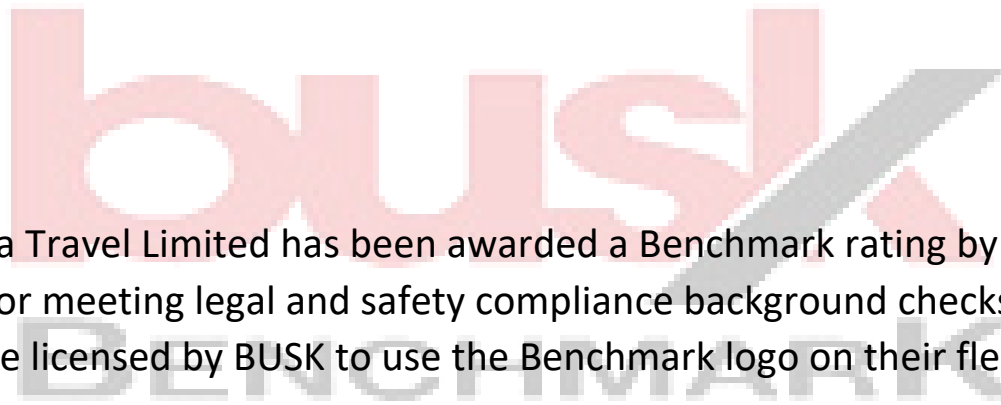 busk
a Travel Limited has been awarded a Benchmark rating by
or meeting legal and safety compliance background checks
e licensed by BUSK to use the Benchmark logo on their fle
BENCHMARK